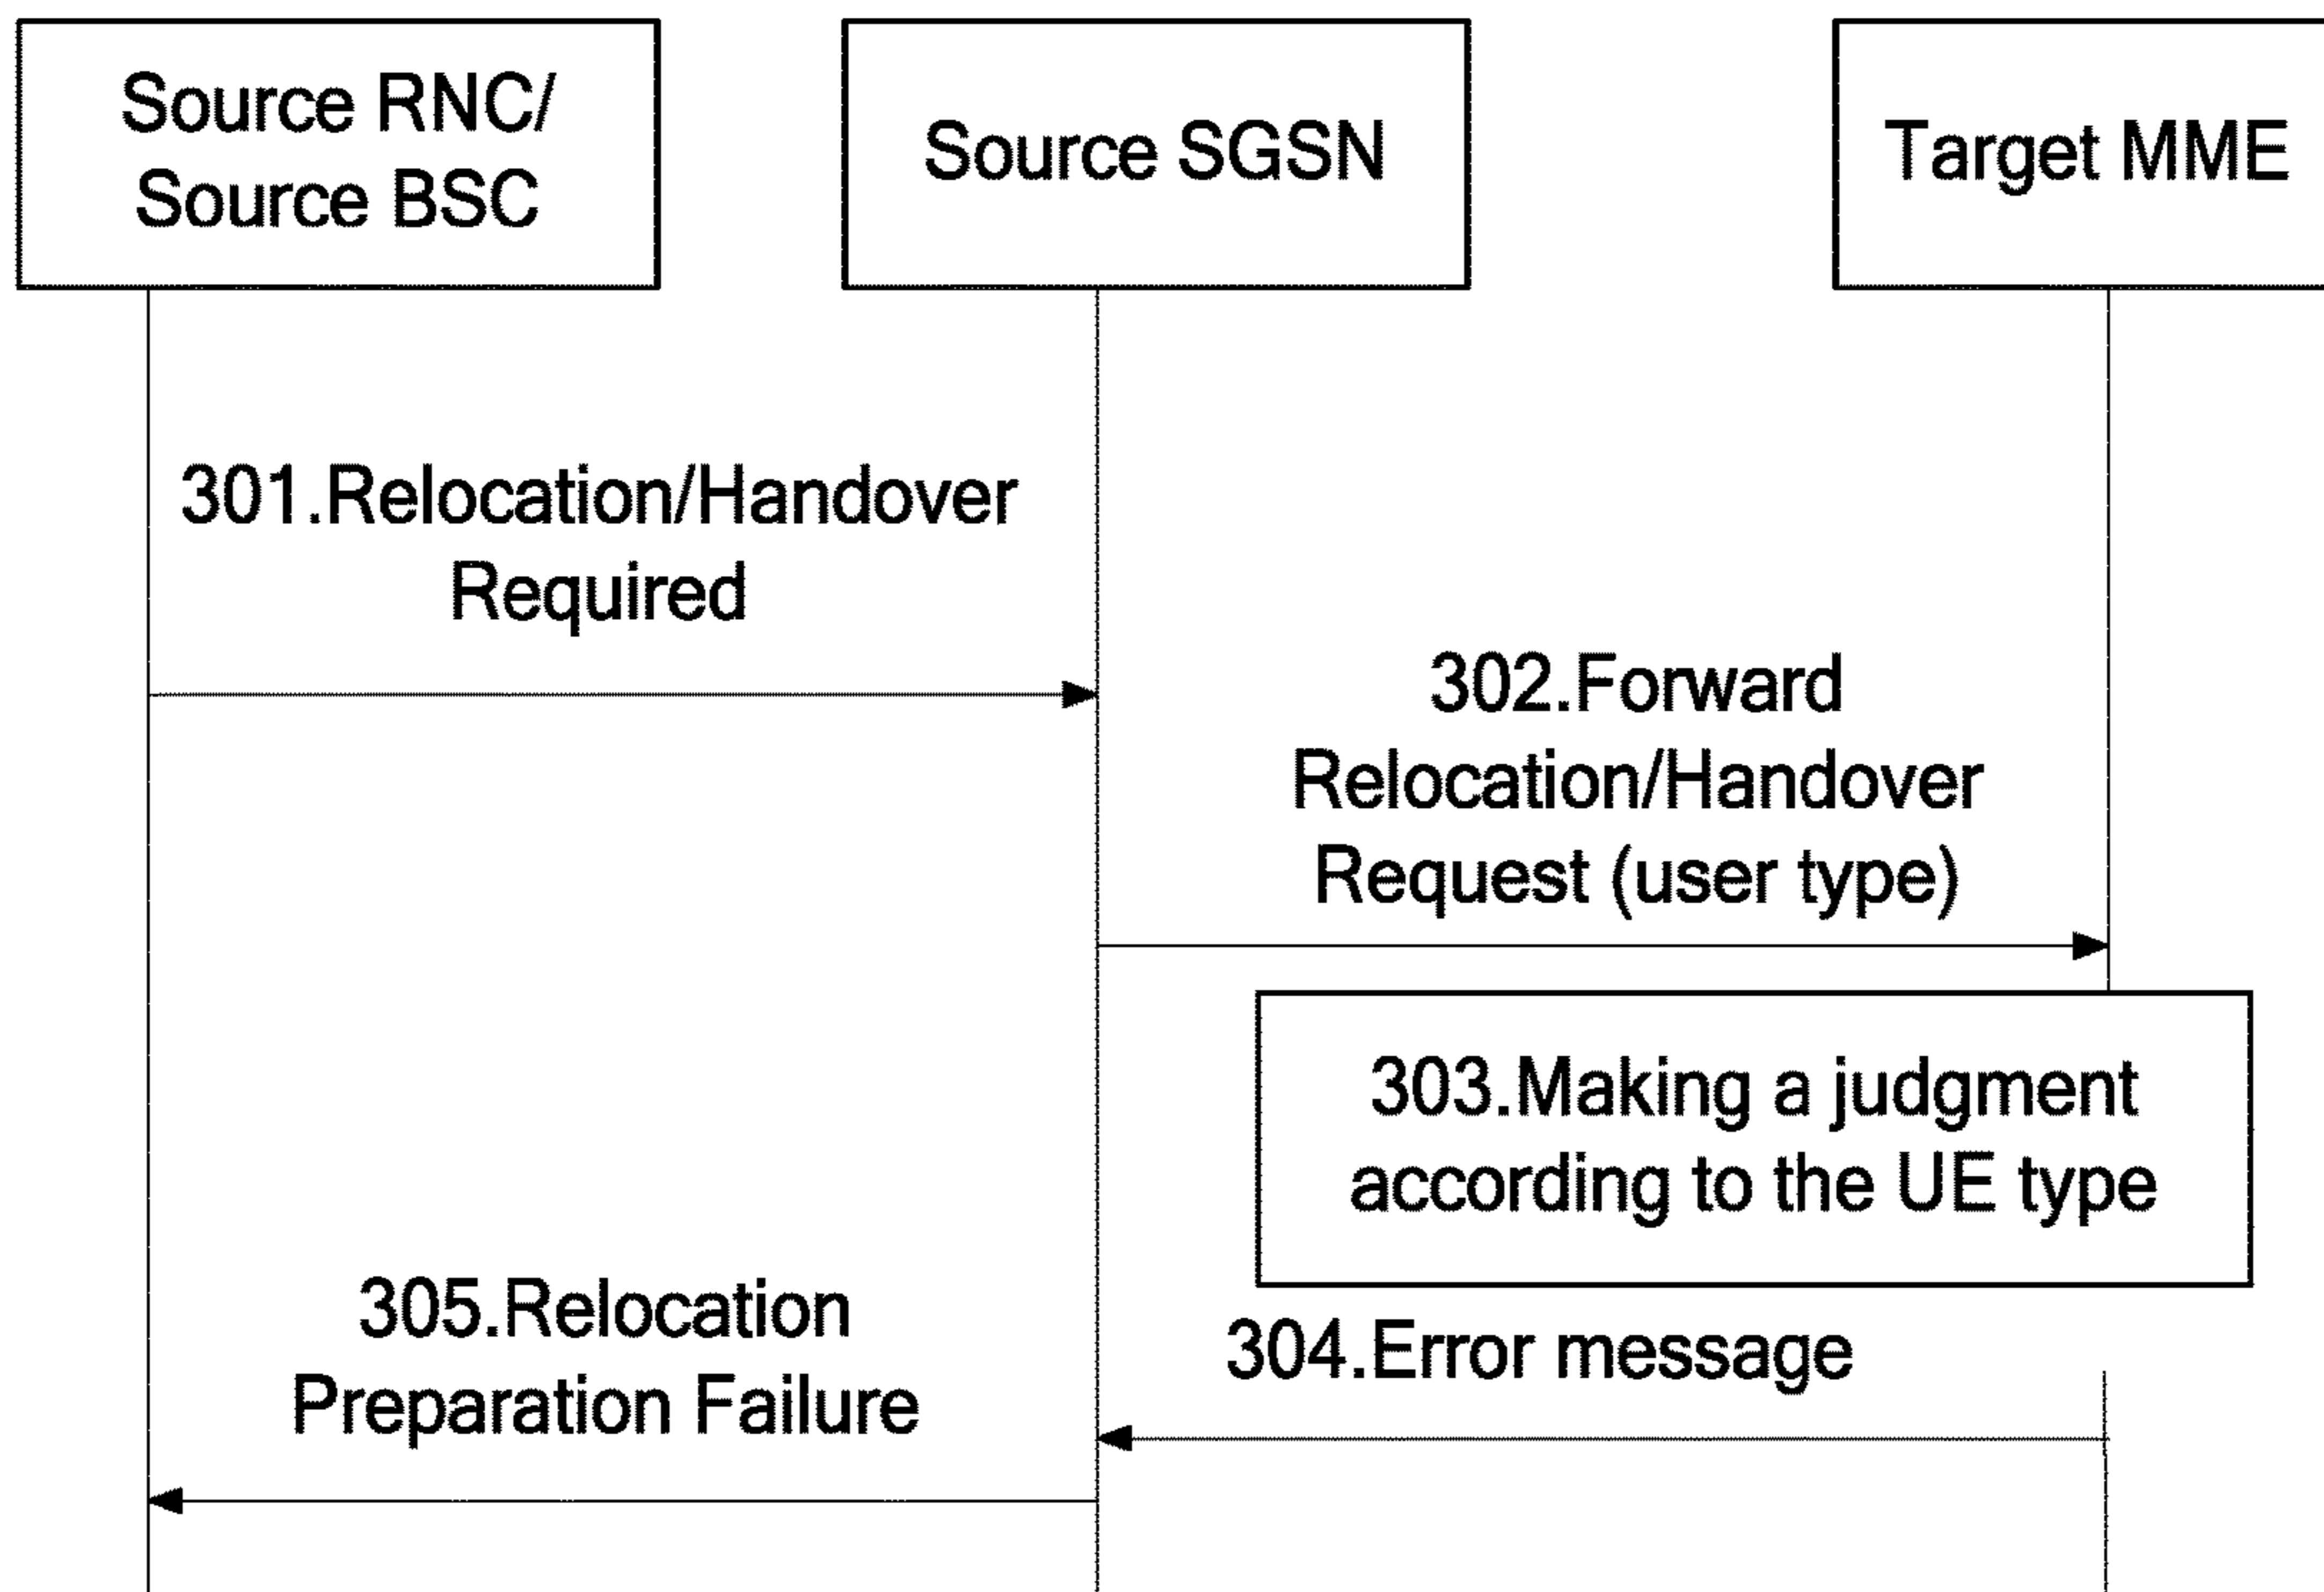 Source RNC/
Source BSC
Source SGSN
Target MME
301.Relocation/Handover
Required
302.Forward
Relocation/Handover
Request (user type)
303.Making a judgment
according to the UE type
304.Error message
305.Relocation
Preparation Failure